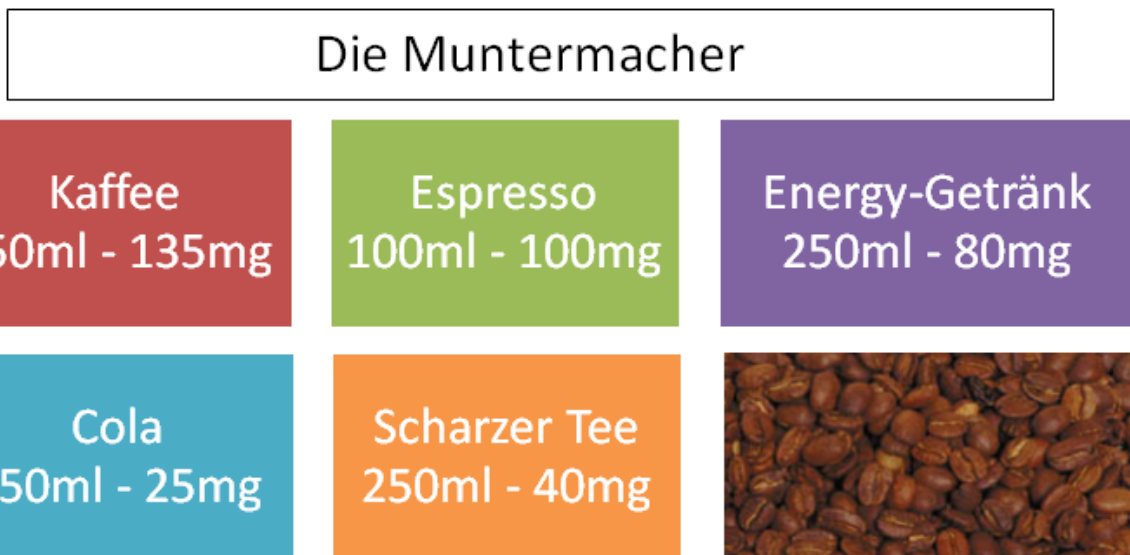 Die Muntermacher
Kaffee
50ml - 135mg
Espresso
100ml - 100mg
Energy-Getränk
250ml - 80mg
Cola
50ml - 25mg
Scharzer Tee
250ml - 40mg